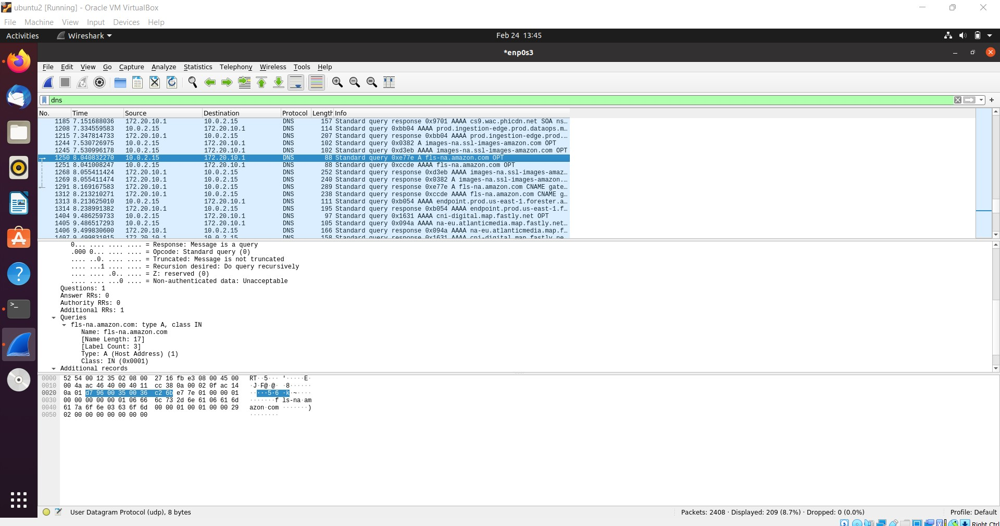 ubuntu2 [Running] - Oracle VM VirtualBox
File Machine View Input Devices Help
Activities Wireshark Feb 24 13:45
*enp0s3
File Edit View Go Capture Analyze Statistics Telephony Wireless Tools Help
dns
No. Time Source Destination Protocol Length Info
1185 7.151688036 172.20.10.1 10.0.2.15 DNS 157 Standard query response 0x9701 AAAA cs9.wac.phicdn.net SOA ns…
1208 7.334559583 10.0.2.15 172.20.10.1 DNS 114 Standard query 0xbb04 AAAA prod.ingestion-edge.prod.dataops.m…
1215 7.347814733 172.20.10.1 10.0.2.15 DNS 207 Standard query response 0xbb04 AAAA prod.ingestion-edge.prod.…
1244 7.530726975 10.0.2.15 172.20.10.1 DNS 102 Standard query 0x0382 A images-na.ssl-images-amazon.com OPT
1245 7.530996178 10.0.2.15 172.20.10.1 DNS 102 Standard query 0xd3eb AAAA images-na.ssl-images-amazon.com OPT
1250 8.040832270 10.0.2.15 172.20.10.1 DNS 88 Standard query 0xe77e A fls-na.amazon.com OPT
1251 8.041008247 10.0.2.15 172.20.10.1 DNS 88 Standard query 0xccde AAAA fls-na.amazon.com OPT
1268 8.055411424 172.20.10.1 10.0.2.15 DNS 252 Standard query response 0xd3eb AAAA images-na.ssl-images-amaz…
1269 8.055411474 172.20.10.1 10.0.2.15 DNS 240 Standard query response 0x0382 A images-na.ssl-images-amazon.…
1291 8.169167583 172.20.10.1 10.0.2.15 DNS 289 Standard query response 0xe77e A fls-na.amazon.com CNAME gate…
1312 8.213210271 172.20.10.1 10.0.2.15 DNS 238 Standard query response 0xccde AAAA fls-na.amazon.com CNAME g…
1313 8.213625010 10.0.2.15 172.20.10.1 DNS 111 Standard query 0xb054 AAAA endpoint.prod.us-east-1.forester.a…
1314 8.238991382 172.20.10.1 10.0.2.15 DNS 195 Standard query response 0xb054 AAAA endpoint.prod.us-east-1.f…
1404 9.486259733 10.0.2.15 172.20.10.1 DNS 97 Standard query 0x1631 AAAA cni-digital.map.fastly.net OPT
1405 9.486517293 10.0.2.15 172.20.10.1 DNS 105 Standard query 0x094a AAAA na-eu.atlanticmedia.map.fastly.net…
1406 9.499830600 172.20.10.1 10.0.2.15 DNS 166 Standard query response 0x094a AAAA na-eu.atlanticmedia.map.f…
1407 9.499831015 172.20.10.1 10.0.2.15 DNS 158 Standard query response 0x1631 AAAA cni-digital.map.fastly.ne…
0... .... .... .... = Response: Message is a query
.000 0... .... .... = Opcode: Standard query (0)
.... ..0. .... .... = Truncated: Message is not truncated
.... ...1 .... .... = Recursion desired: Do query recursively
.... .... .0.. .... = Z: reserved (0)
.... .... ...0 .... = Non-authenticated data: Unacceptable
Questions: 1
Answer RRs: 0
Authority RRs: 0
Additional RRs: 1
Queries
fls-na.amazon.com: type A, class IN
Name: fls-na.amazon.com
[Name Length: 17]
[Label Count: 3]
Type: A (Host Address) (1)
Class: IN (0x0001)
Additional records
0000 52 54 00 12 35 02 08 00 27 16 fb e3 08 00 45 00 RT··5··· '·····E·
0010 00 4a ac 46 40 00 40 11 cc 38 0a 00 02 0f ac 14 ·J·F@·@· ·8······
0020 0a 01 d7 96 00 35 00 36 c2 6b e7 7e 01 00 00 01 ·····5·6 ·k·~····
0030 00 00 00 00 00 01 06 66 6c 73 2d 6e 61 06 61 6d ·······f ls-na·am
0040 61 7a 6f 6e 03 63 6f 6d 00 00 01 00 01 00 00 29 azon·com ·······)
0050 02 00 00 00 00 00 00 00 ········
User Datagram Protocol (udp), 8 bytes Packets: 2408 · Displayed: 209 (8.7%) · Dropped: 0 (0.0%) Profile: Default
Right Ctrl